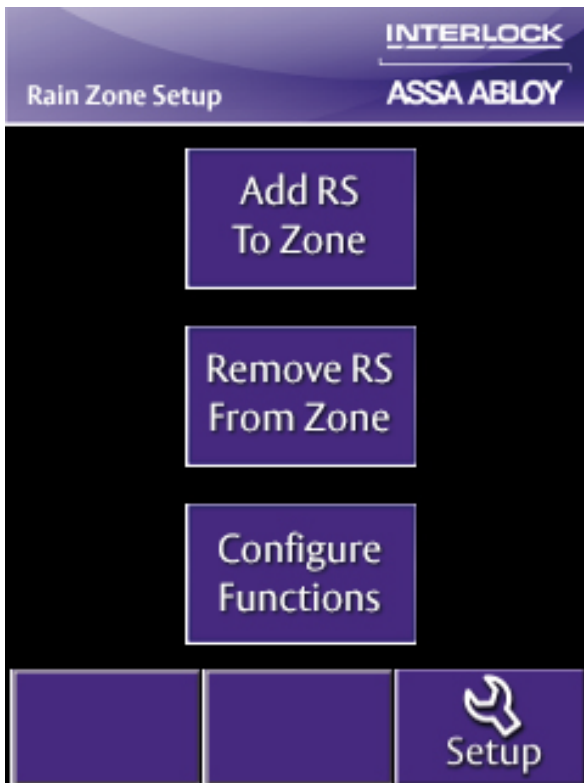 INTERLOCK
Rain Zone Setup
ASSA ABLOY
Add RS
To Zone
Remove RS
From Zone
Configure
Functions
Setup